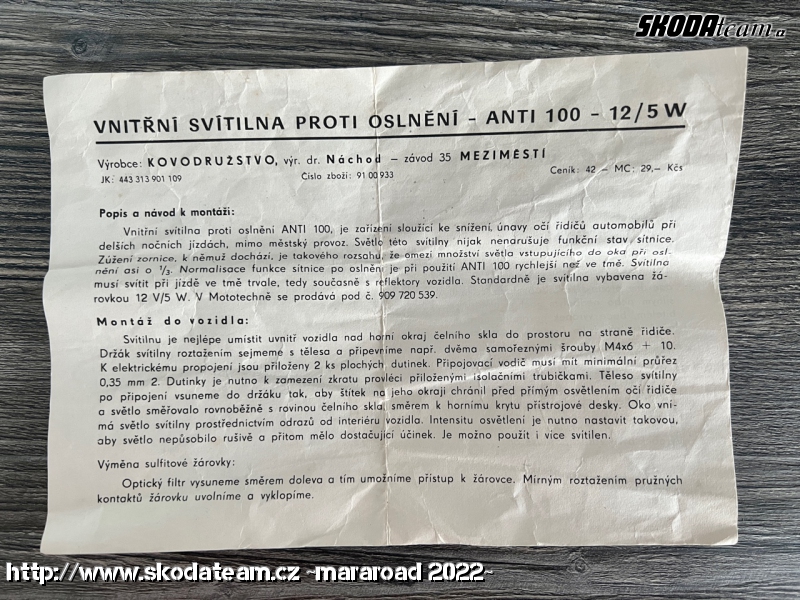 SKODAteam.cz
VNITŘNÍ SVÍTILNA PROTI OSLNĚNÍ – ANTI 100 – 12/5 W
Výrobce: KOVODRUŽSTVO, výr. dr. Náchod – závod 35 MEZIMĚSTÍ
JK: 443 313 901 109 Číslo zboží: 91 00 933 Ceník: 42 – MC: 29,– Kčs
Popis a návod k montáži:
Vnitřní svítilna proti oslnění ANTI 100, je zařízení sloužící ke snížení únavy očí řidičů automobilů při
delších nočních jízdách, mimo městský provoz. Světlo této svítilny nijak nenarušuje funkční stav sítnice.
Zúžení zornice, k němuž dochází, je takového rozsahu, že omezí množství světla vstupujícího do oka při osl-
nění asi o 1/3. Normalisace funkce sítnice po oslnění je při použití ANTI 100 rychlejší než ve tmě. Svítilna
musí svítit při jízdě ve tmě trvale, tedy současně s reflektory vozidla. Standardně je svítilna vybavena žá-
rovkou 12 V/5 W. V Mototechně se prodává pod č. 909 720 539.
Montáž do vozidla:
Svítilnu je nejlépe umístit uvnitř vozidla nad horní okraj čelního skla do prostoru na straně řidiče.
Držák svítilny roztažením sejmeme s tělesa a připevníme např. dvěma samořeznými šrouby M4x6 + 10.
K elektrickému propojení jsou přiloženy 2 ks plochých dutinek. Připojovací vodič musí mít minimální průřez
0,35 mm 2. Dutinky je nutno k zamezení zkratu provléci přiloženými isolačními trubičkami. Těleso svítilny
po připojení vsuneme do držáku tak, aby štítek na jeho okraji chránil před přímým osvětlením očí řidiče
a světlo směřovalo rovnoběžně s rovinou čelního skla směrem k hornímu krytu přístrojové desky. Oko vní-
má světlo svítilny prostřednictvím odrazů od interiéru vozidla. Intensitu osvětlení je nutno nastavit takovou,
aby světlo nepůsobilo rušivě a přitom mělo dostačující účinek. Je možno použít i více svítilen.
Výměna sulfitové žárovky:
Optický filtr vysuneme směrem doleva a tím umožníme přístup k žárovce. Mírným roztažením pružných
kontaktů žárovku uvolníme a vyklopíme.
http://www.skodateam.cz ~mararoad 2022~